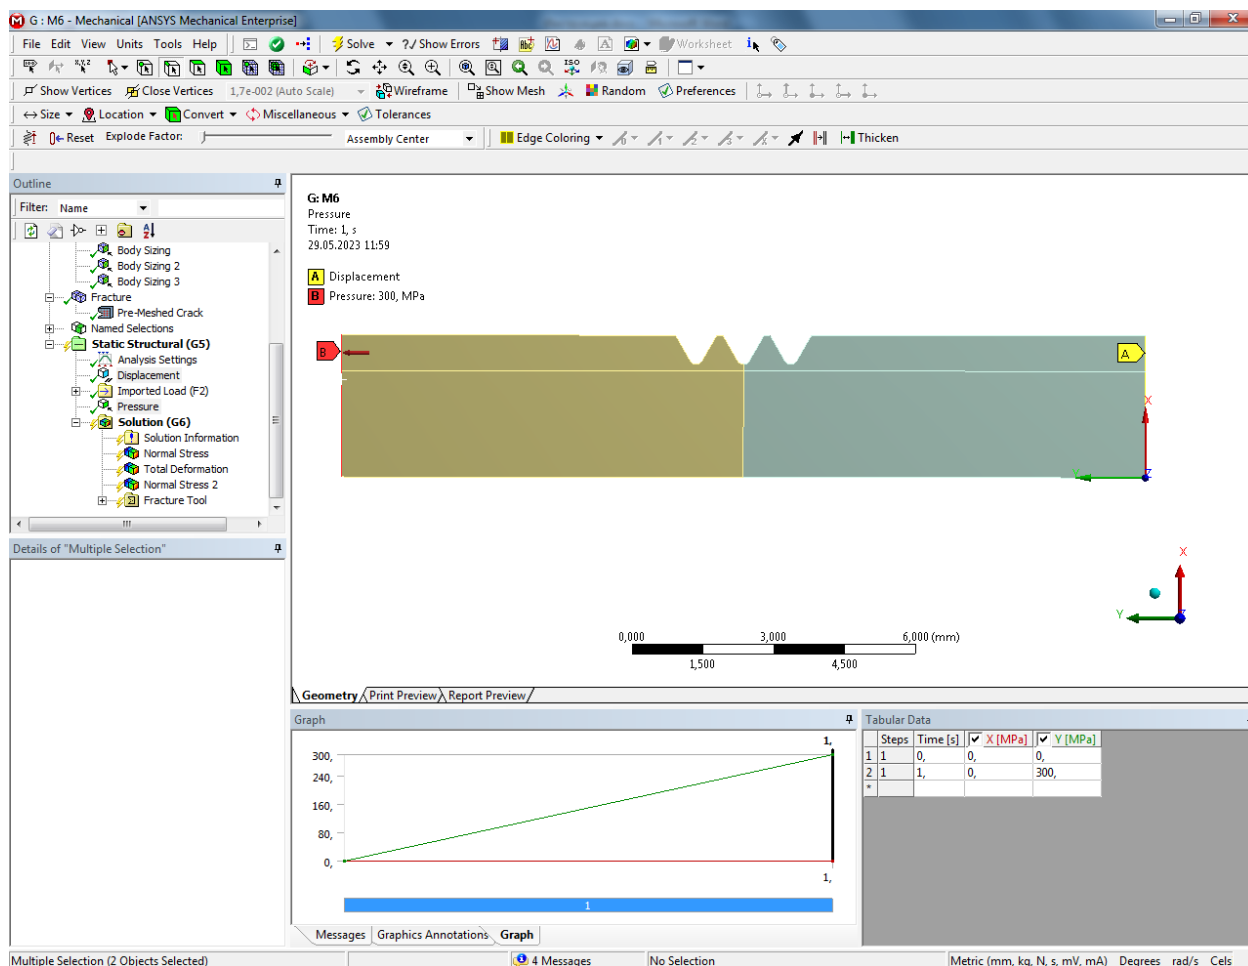 G : M6 - Mechanical [ANSYS Mechanical Enterprise]
File Edit View Units Tools Help Solve ?/ Show Errors Worksheet
Show Vertices Close Vertices 1,7e-002 (Auto Scale) Wireframe Show Mesh Random Preferences
Size Location Convert Miscellaneous Tolerances
Reset Explode Factor: Assembly Center Edge Coloring Thicken
Outline
Filter: Name
Body Sizing
Body Sizing 2
Body Sizing 3
Fracture
Pre-Meshed Crack
Named Selections
Static Structural (G5)
Analysis Settings
Displacement
Imported Load (F2)
Pressure
Solution (G6)
Solution Information
Normal Stress
Total Deformation
Normal Stress 2
Fracture Tool
Details of "Multiple Selection"
G: M6
Pressure
Time: 1, s
29.05.2023 11:59
A Displacement
B Pressure: 300, MPa
B
A
X
Y
Z
X
Y
Z
0,000 3,000 6,000 (mm)
1,500 4,500
Geometry Print Preview Report Preview
Graph
1,
300,
240,
160,
80,
0,
1,
1
Messages Graphics Annotations Graph
Tabular Data
Steps Time [s] X [MPa] Y [MPa]
1 1 0, 0, 0,
2 1 1, 0, 300,
*
Multiple Selection (2 Objects Selected) 4 Messages No Selection Metric (mm, kg, N, s, mV, mA) Degrees rad/s Cels